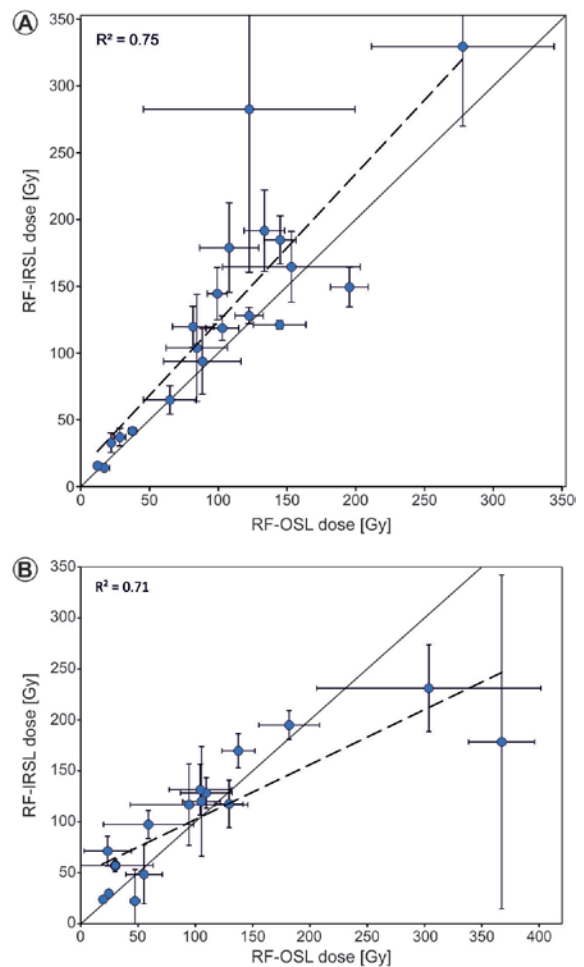 A
R² = 0.75
350
300
250
200
150
100
50
0
0 50 100 150 200 250 300 350
RF-IRSL dose [Gy]
RF-OSL dose [Gy]
B
R² = 0.71
350
300
250
200
150
100
50
0
0 50 100 150 200 250 300 350 400
RF-IRSL dose [Gy]
RF-OSL dose [Gy]